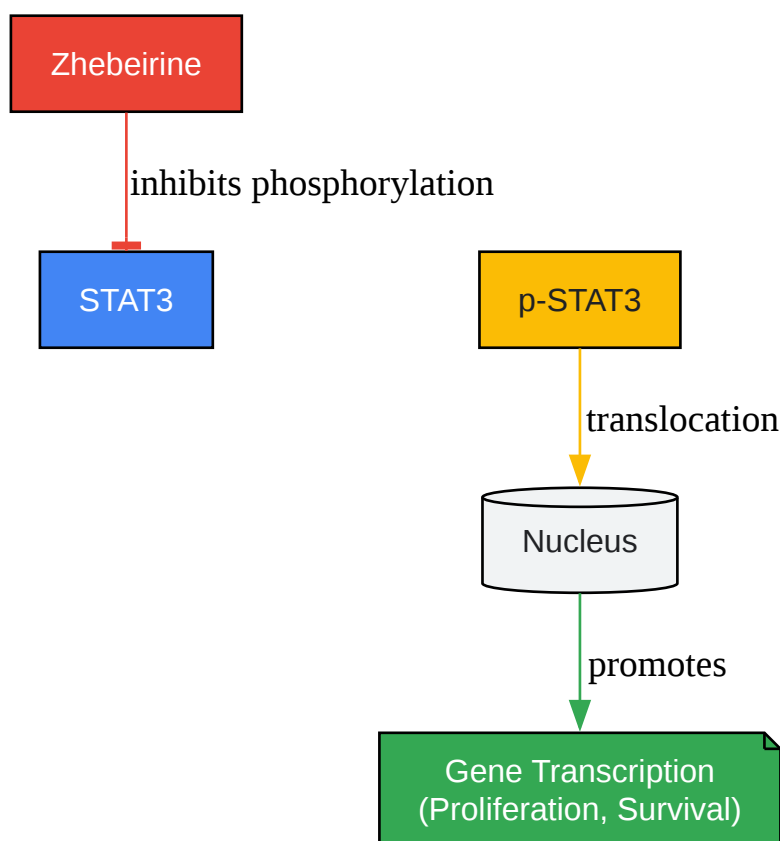 Zhebeirine
inhibits phosphorylation
STAT3
p-STAT3
translocation
Nucleus
promotes
Gene Transcription
(Proliferation, Survival)